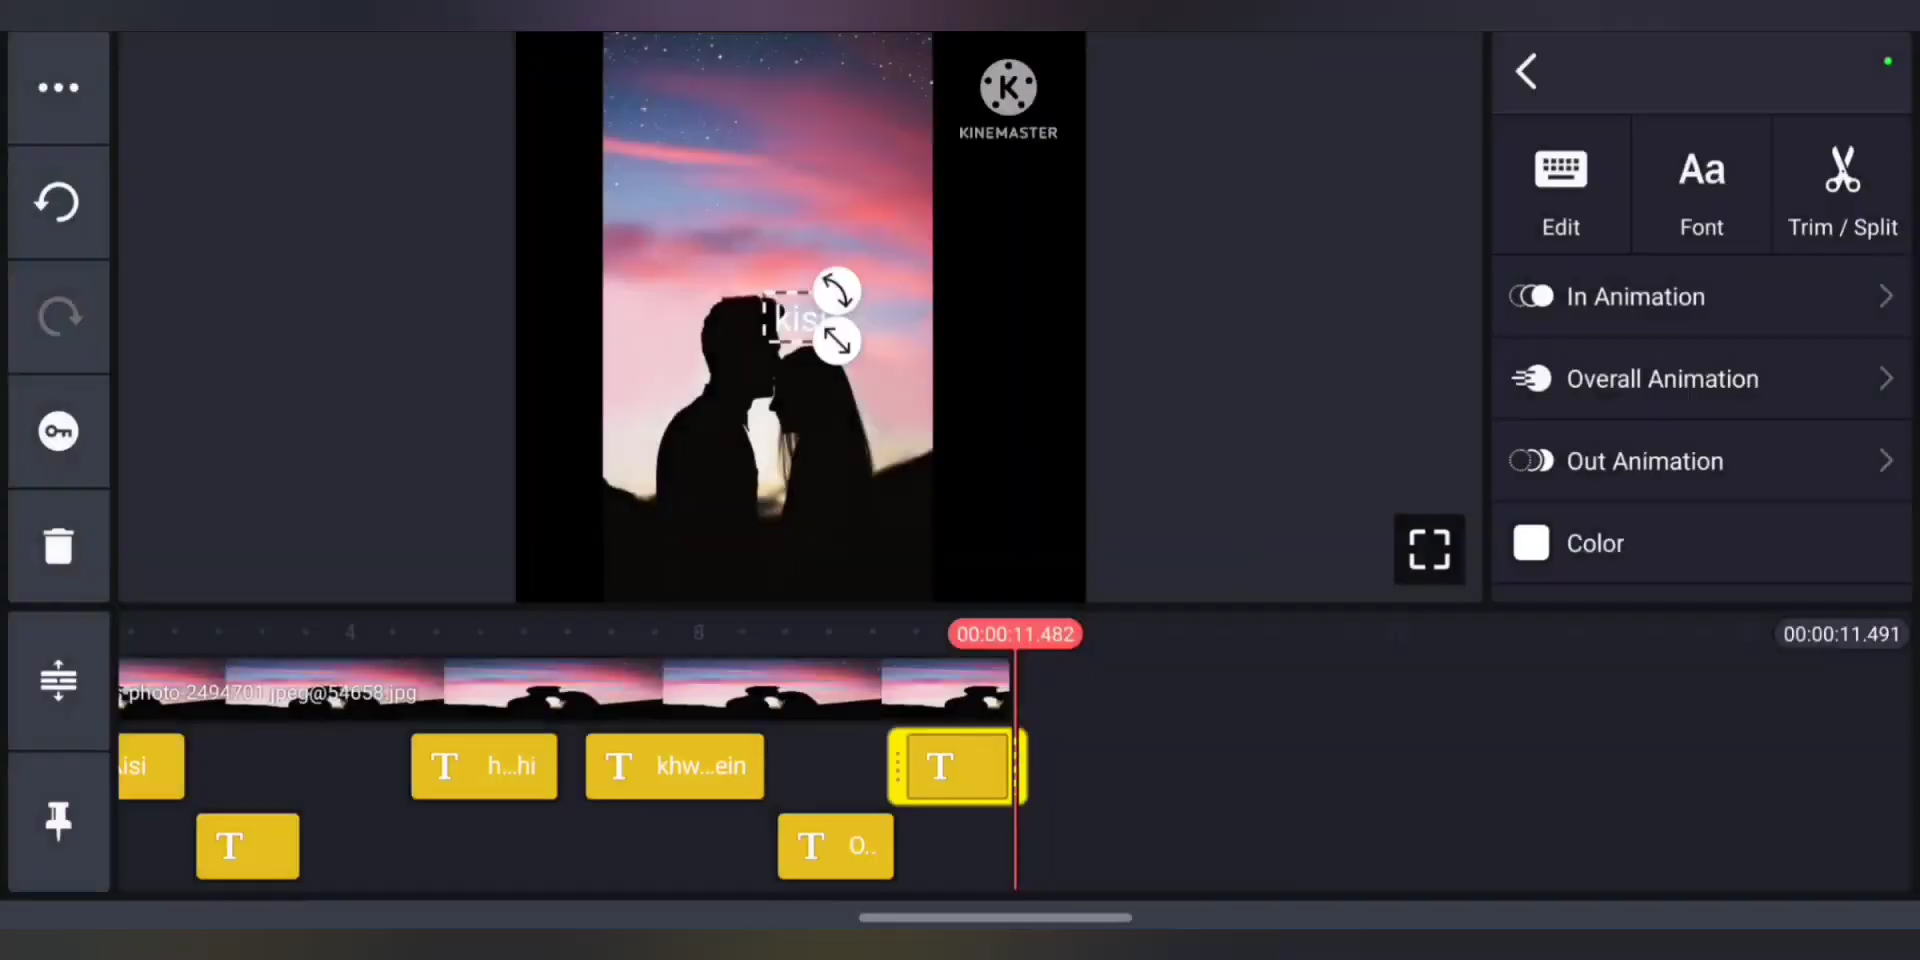 KINEMASTER
Edit
Font
Trim / Split
In Animation
kis
Overall Animation
Out Animation
Color
4
8
00:00:11.482
00:00:11.491
photo-2494701.jpeg@54658.jpg
isi
T
h...hi
T
khw...ein
T
T
T
O..